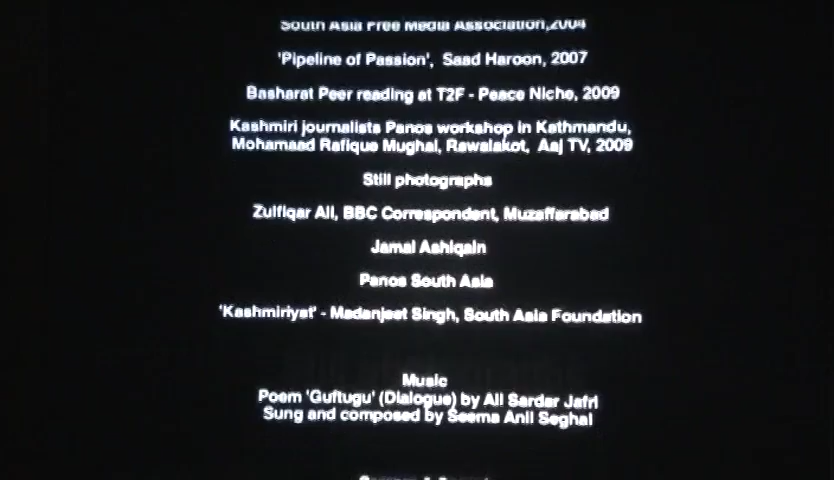 South Asia Free Media Association,2004
'Pipeline of Passion', Saad Haroon, 2007
Basharat Peer reading at T2F - Peace Niche, 2009
Kashmiri journalists Panos workshop in Kathmandu,
Mohamaad Rafique Mughal, Rawalakot, Aaj TV, 2009
Still photographs
Zulfiqar Ali, BBC Correspondent, Muzaffarabad
Jamal Ashiqain
Panos South Asia
'Kashmiriyat' - Madanjeet Singh, South Asia Foundation
Music
Poem 'Guftugu' (Dialogue) by Ali Sardar Jafri
Sung and composed by Seema Anil Seghal